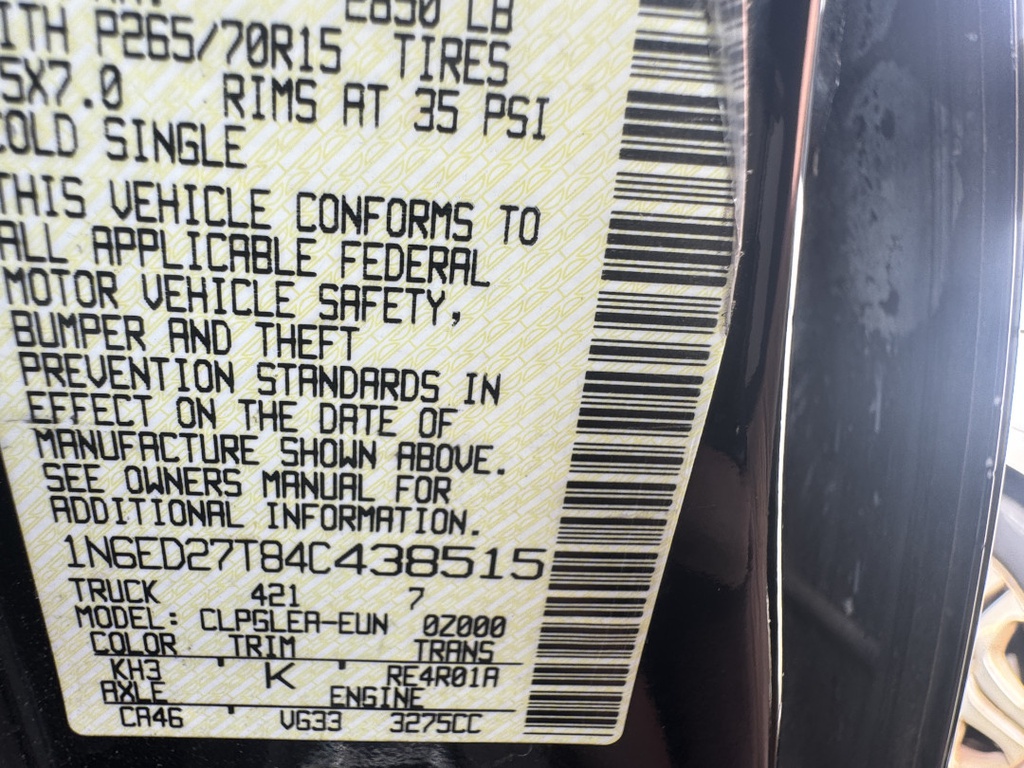 2850 LB
ITH P265/70R15 TIRES
5X7.0 RIMS AT 35 PSI
COLD SINGLE
THIS VEHICLE CONFORMS TO
ALL APPLICABLE FEDERAL
MOTOR VEHICLE SAFETY,
BUMPER AND THEFT
PREVENTION STANDARDS IN
EFFECT ON THE DATE OF
MANUFACTURE SHOWN ABOVE.
SEE OWNERS MANUAL FOR
ADDITIONAL INFORMATION.
1N6ED27T84C438515
TRUCK 421 7
MODEL: CLPGLEA-EUN 0Z000
COLOR TRIM TRANS
KH3 K RE4R01A
AXLE ENGINE
CA46 VG33 3275CC